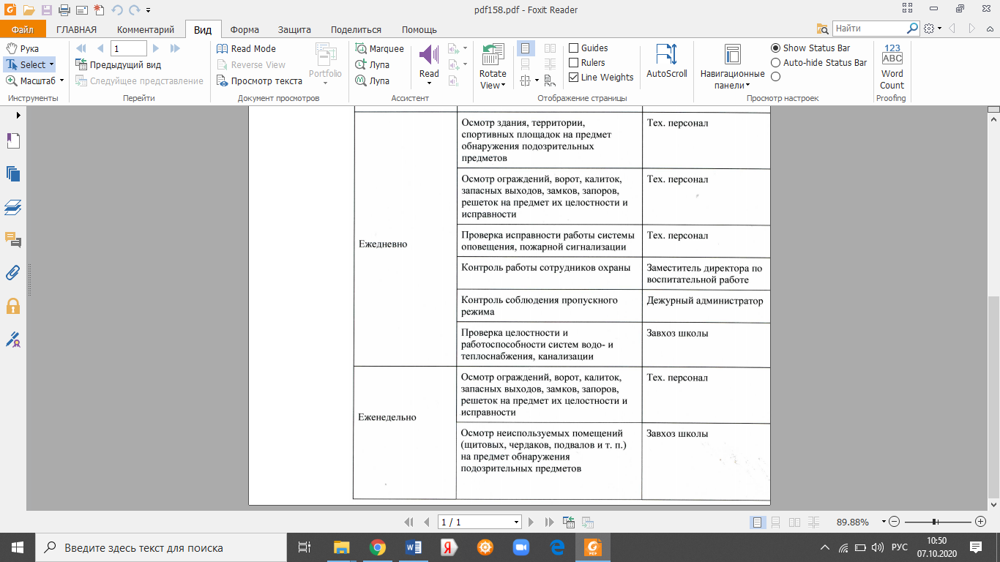 pdf158.pdf - Foxit Reader
Файл ГЛАВНАЯ Комментарий Вид Форма Защита Поделиться Помощь Найти
Рука
Select
Масштаб
Инструменты
1
Предыдущий вид
Следующее представление
Перейти
Read Mode
Reverse View
Просмотр текста
Portfolio
Документ просмотров
Marquee
Лупа
Лупа
Read
Ассистент
Rotate
View
Guides
Rulers
Line Weights
Отображение страницы
AutoScroll
Навигационные
панели
Show Status Bar
Auto-hide Status Bar
Просмотр настроек
123
ABC
Word
Count
Proofing
Ежедневно
Осмотр здания, территории,
спортивных площадок на предмет
обнаружения подозрительных
предметов
Тех. персонал
Осмотр ограждений, ворот, калиток,
запасных выходов, замков, запоров,
решеток на предмет их целостности и
исправности
Тех. персонал
Проверка исправности работы системы
оповещения, пожарной сигнализации
Тех. персонал
Контроль работы сотрудников охраны
Заместитель директора по
воспитательной работе
Контроль соблюдения пропускного
режима
Дежурный администратор
Проверка целостности и
работоспособности систем водо- и
теплоснабжения, канализации
Завхоз школы
Еженедельно
Осмотр ограждений, ворот, калиток,
запасных выходов, замков, запоров,
решеток на предмет их целостности и
исправности
Тех. персонал
Осмотр неиспользуемых помещений
(щитовых, чердаков, подвалов и т. п.)
на предмет обнаружения
подозрительных предметов
Завхоз школы
1 / 1
89.88%
Введите здесь текст для поиска
РУС
10:50
07.10.2020